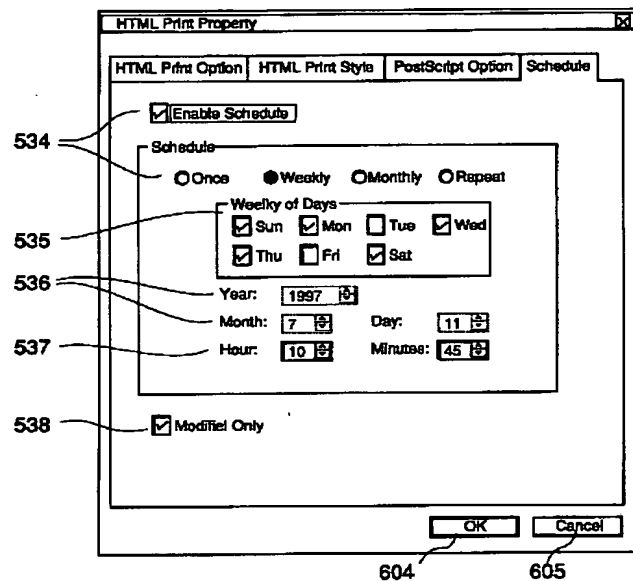 HTML Print Property
HTML Print Option HTML Print Style PostScript Option Schedule
Enable Schedule
534
Schedule
Once Weekly Monthly Repeat
Weelky of Days
535
Sun Mon Tue Wed
Thu Fri Sat
536
Year: 1997
Month: 7 Day: 11
537
Hour: 10 Minutes: 45
538
Modifiel Only
OK Cancel
604 605